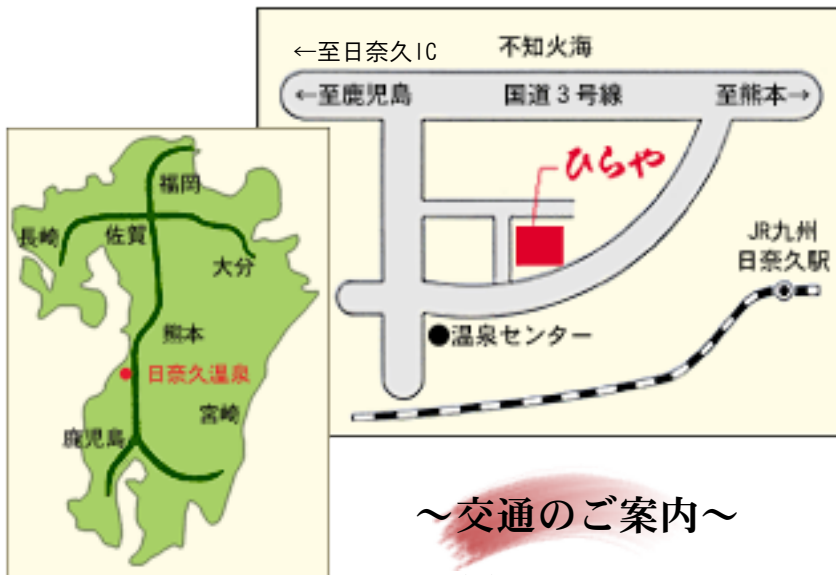 ←至日奈久IC
不知火海
←至鹿児島
国道3号線
至熊本→
ひらや
JR九州
日奈久駅
●温泉センター
福岡
長崎
佐賀
大分
熊本
日奈久温泉
宮崎
鹿児島
～交通のご案内～